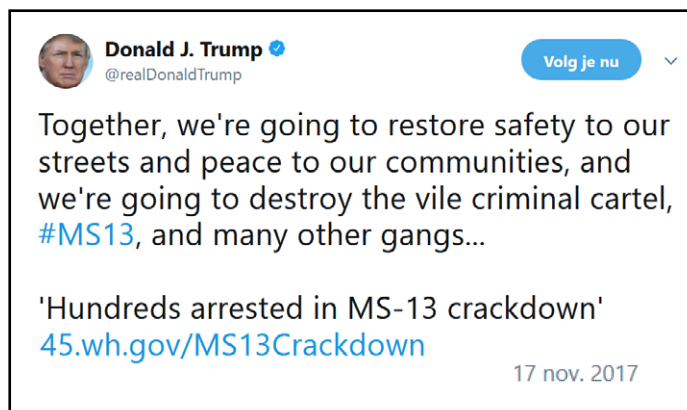 Donald J. Trump
@realDonaldTrump
Volg je nu
Together, we're going to restore safety to our
streets and peace to our communities, and
we're going to destroy the vile criminal cartel,
#MS13, and many other gangs...
'Hundreds arrested in MS-13 crackdown'
45.wh.gov/MS13Crackdown
17 nov. 2017